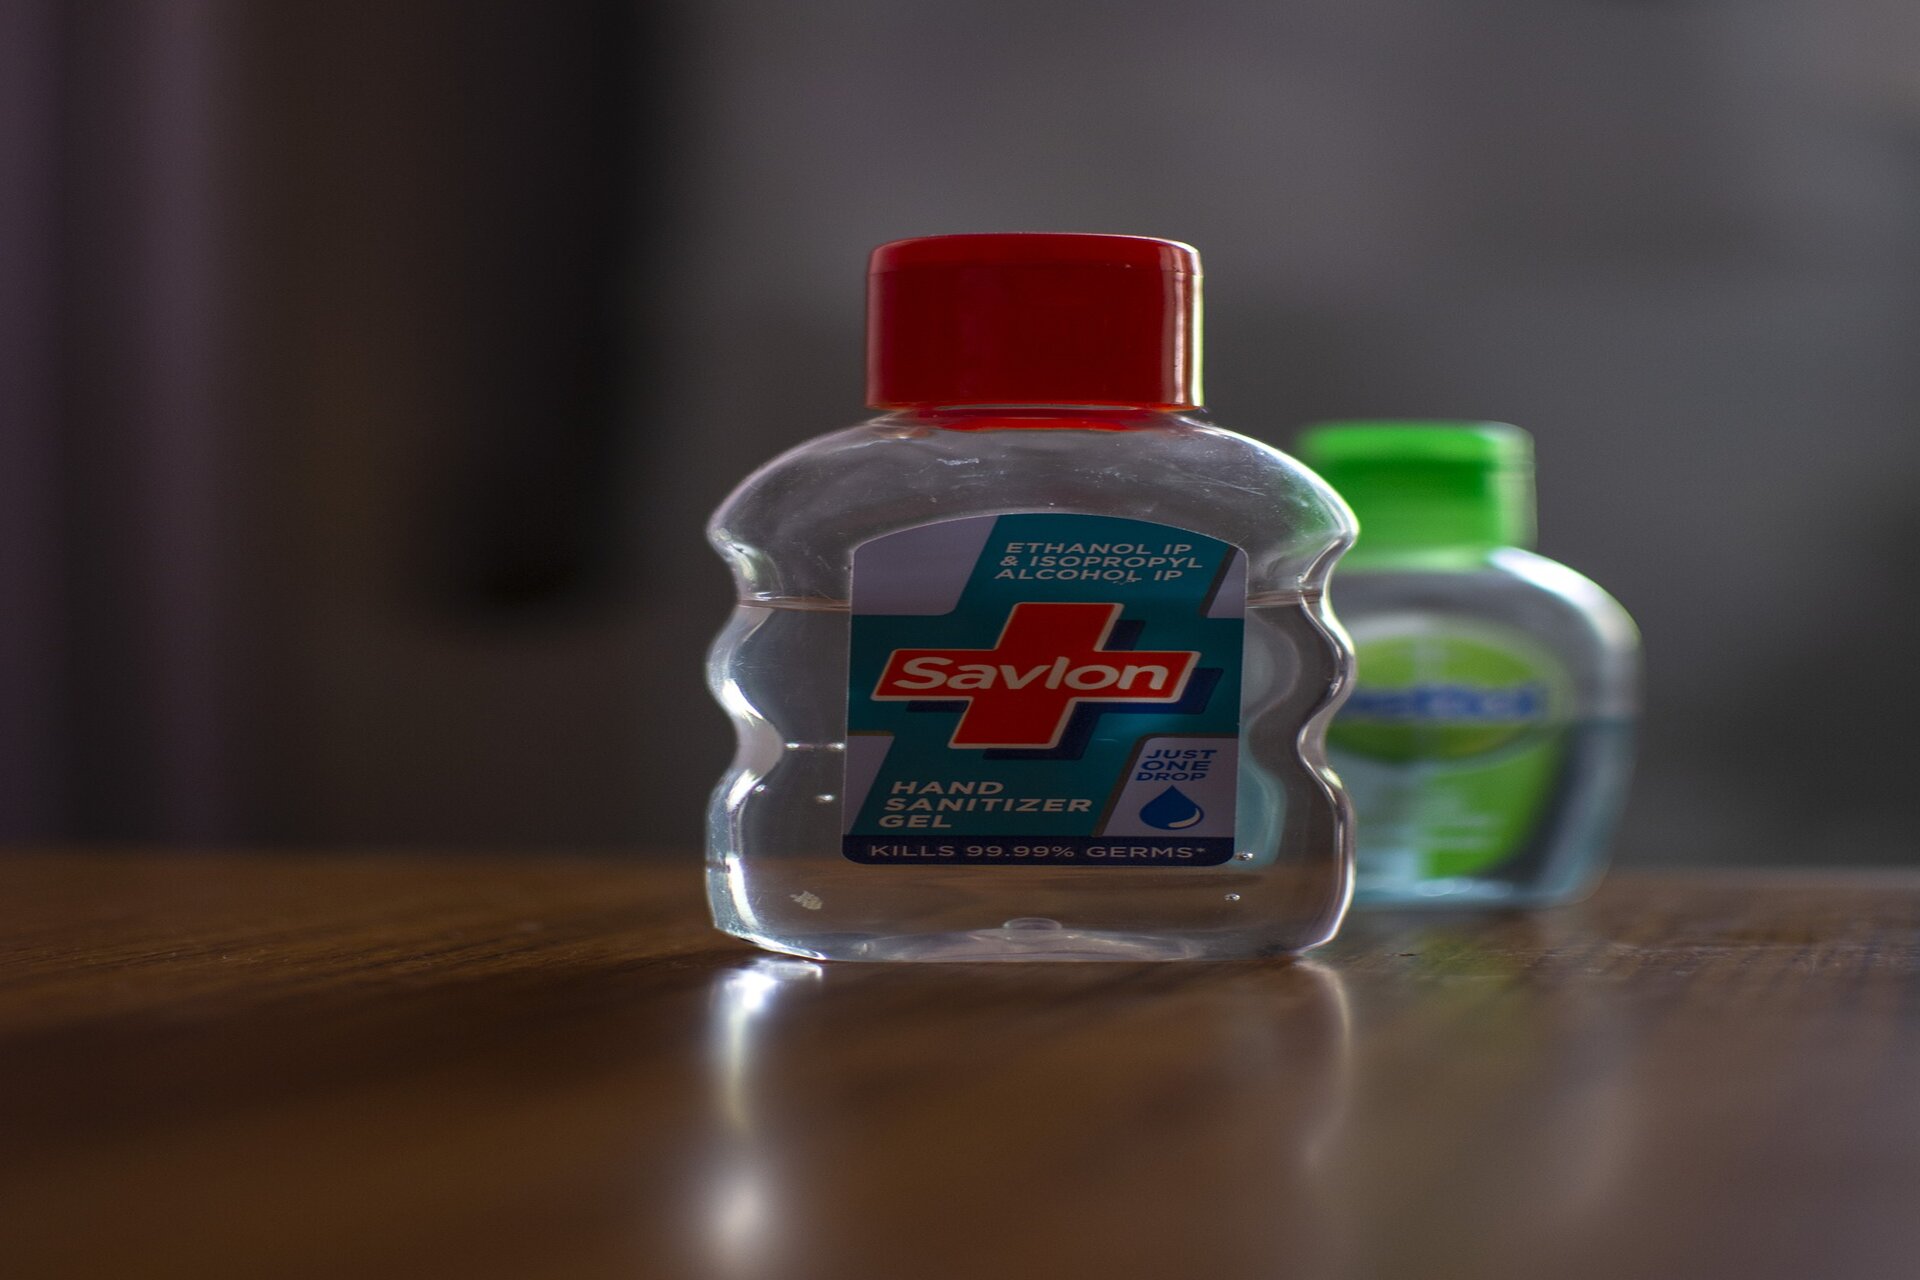 ETHANOL IP
& ISOPROPYL
ALCOHOL IP
Savlon
JUST
ONE
DROP
HAND
SANITIZER
GEL
KILLS 99.99% GERMS*